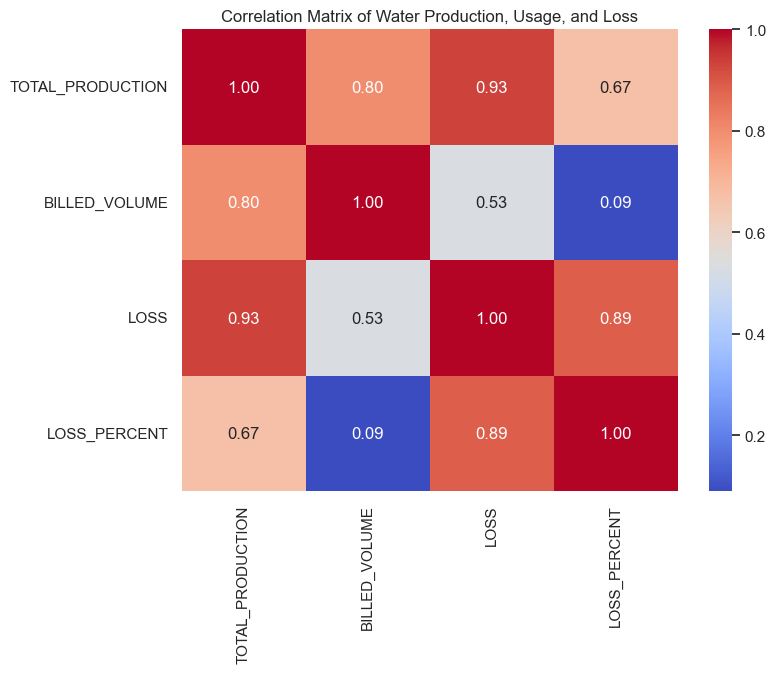 Correlation Matrix of Water Production, Usage, and Loss
TOTAL_PRODUCTION 1.00 0.80 0.93 0.67
BILLED_VOLUME 0.80 1.00 0.53 0.09
LOSS 0.93 0.53 1.00 0.89
LOSS_PERCENT 0.67 0.09 0.89 1.00
TOTAL_PRODUCTION
BILLED_VOLUME
LOSS
LOSS_PERCENT
1.0
0.8
0.6
0.4
0.2